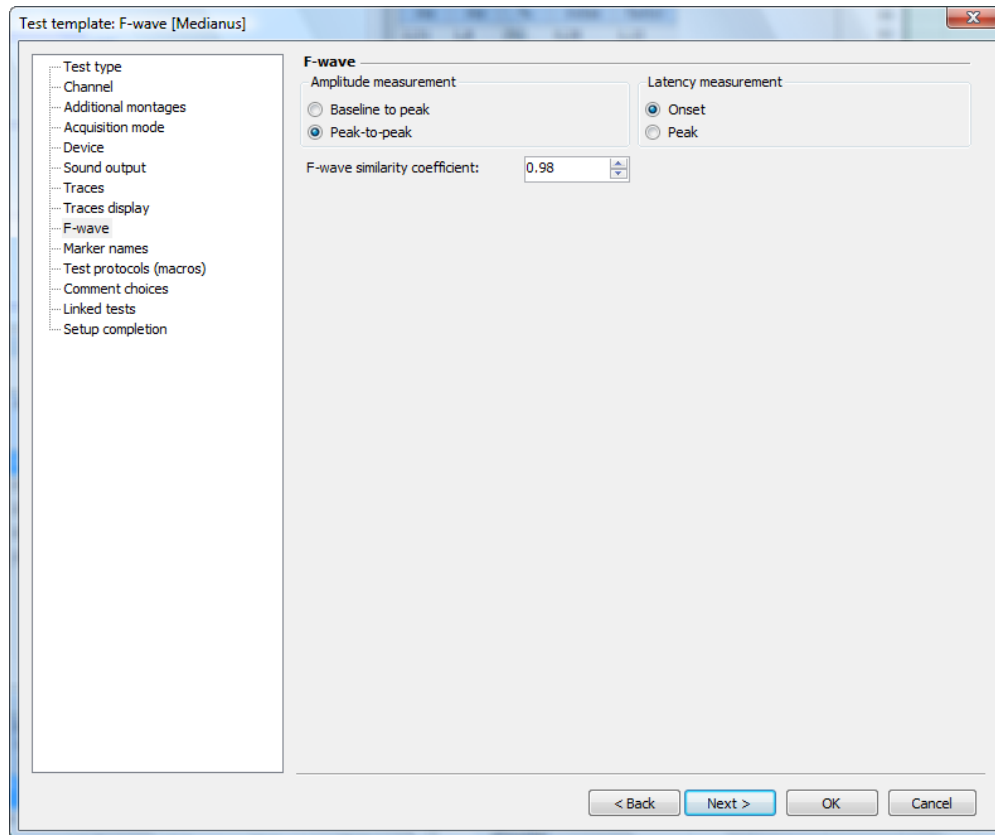 Test template: F-wave [Medianus]
Test type
Channel
Additional montages
Acquisition mode
Device
Sound output
Traces
Traces display
F-wave
Marker names
Test protocols (macros)
Comment choices
Linked tests
Setup completion
F-wave
Amplitude measurement
Baseline to peak
Peak-to-peak
Latency measurement
Onset
Peak
F-wave similarity coefficient: 0.98
< Back Next > OK Cancel